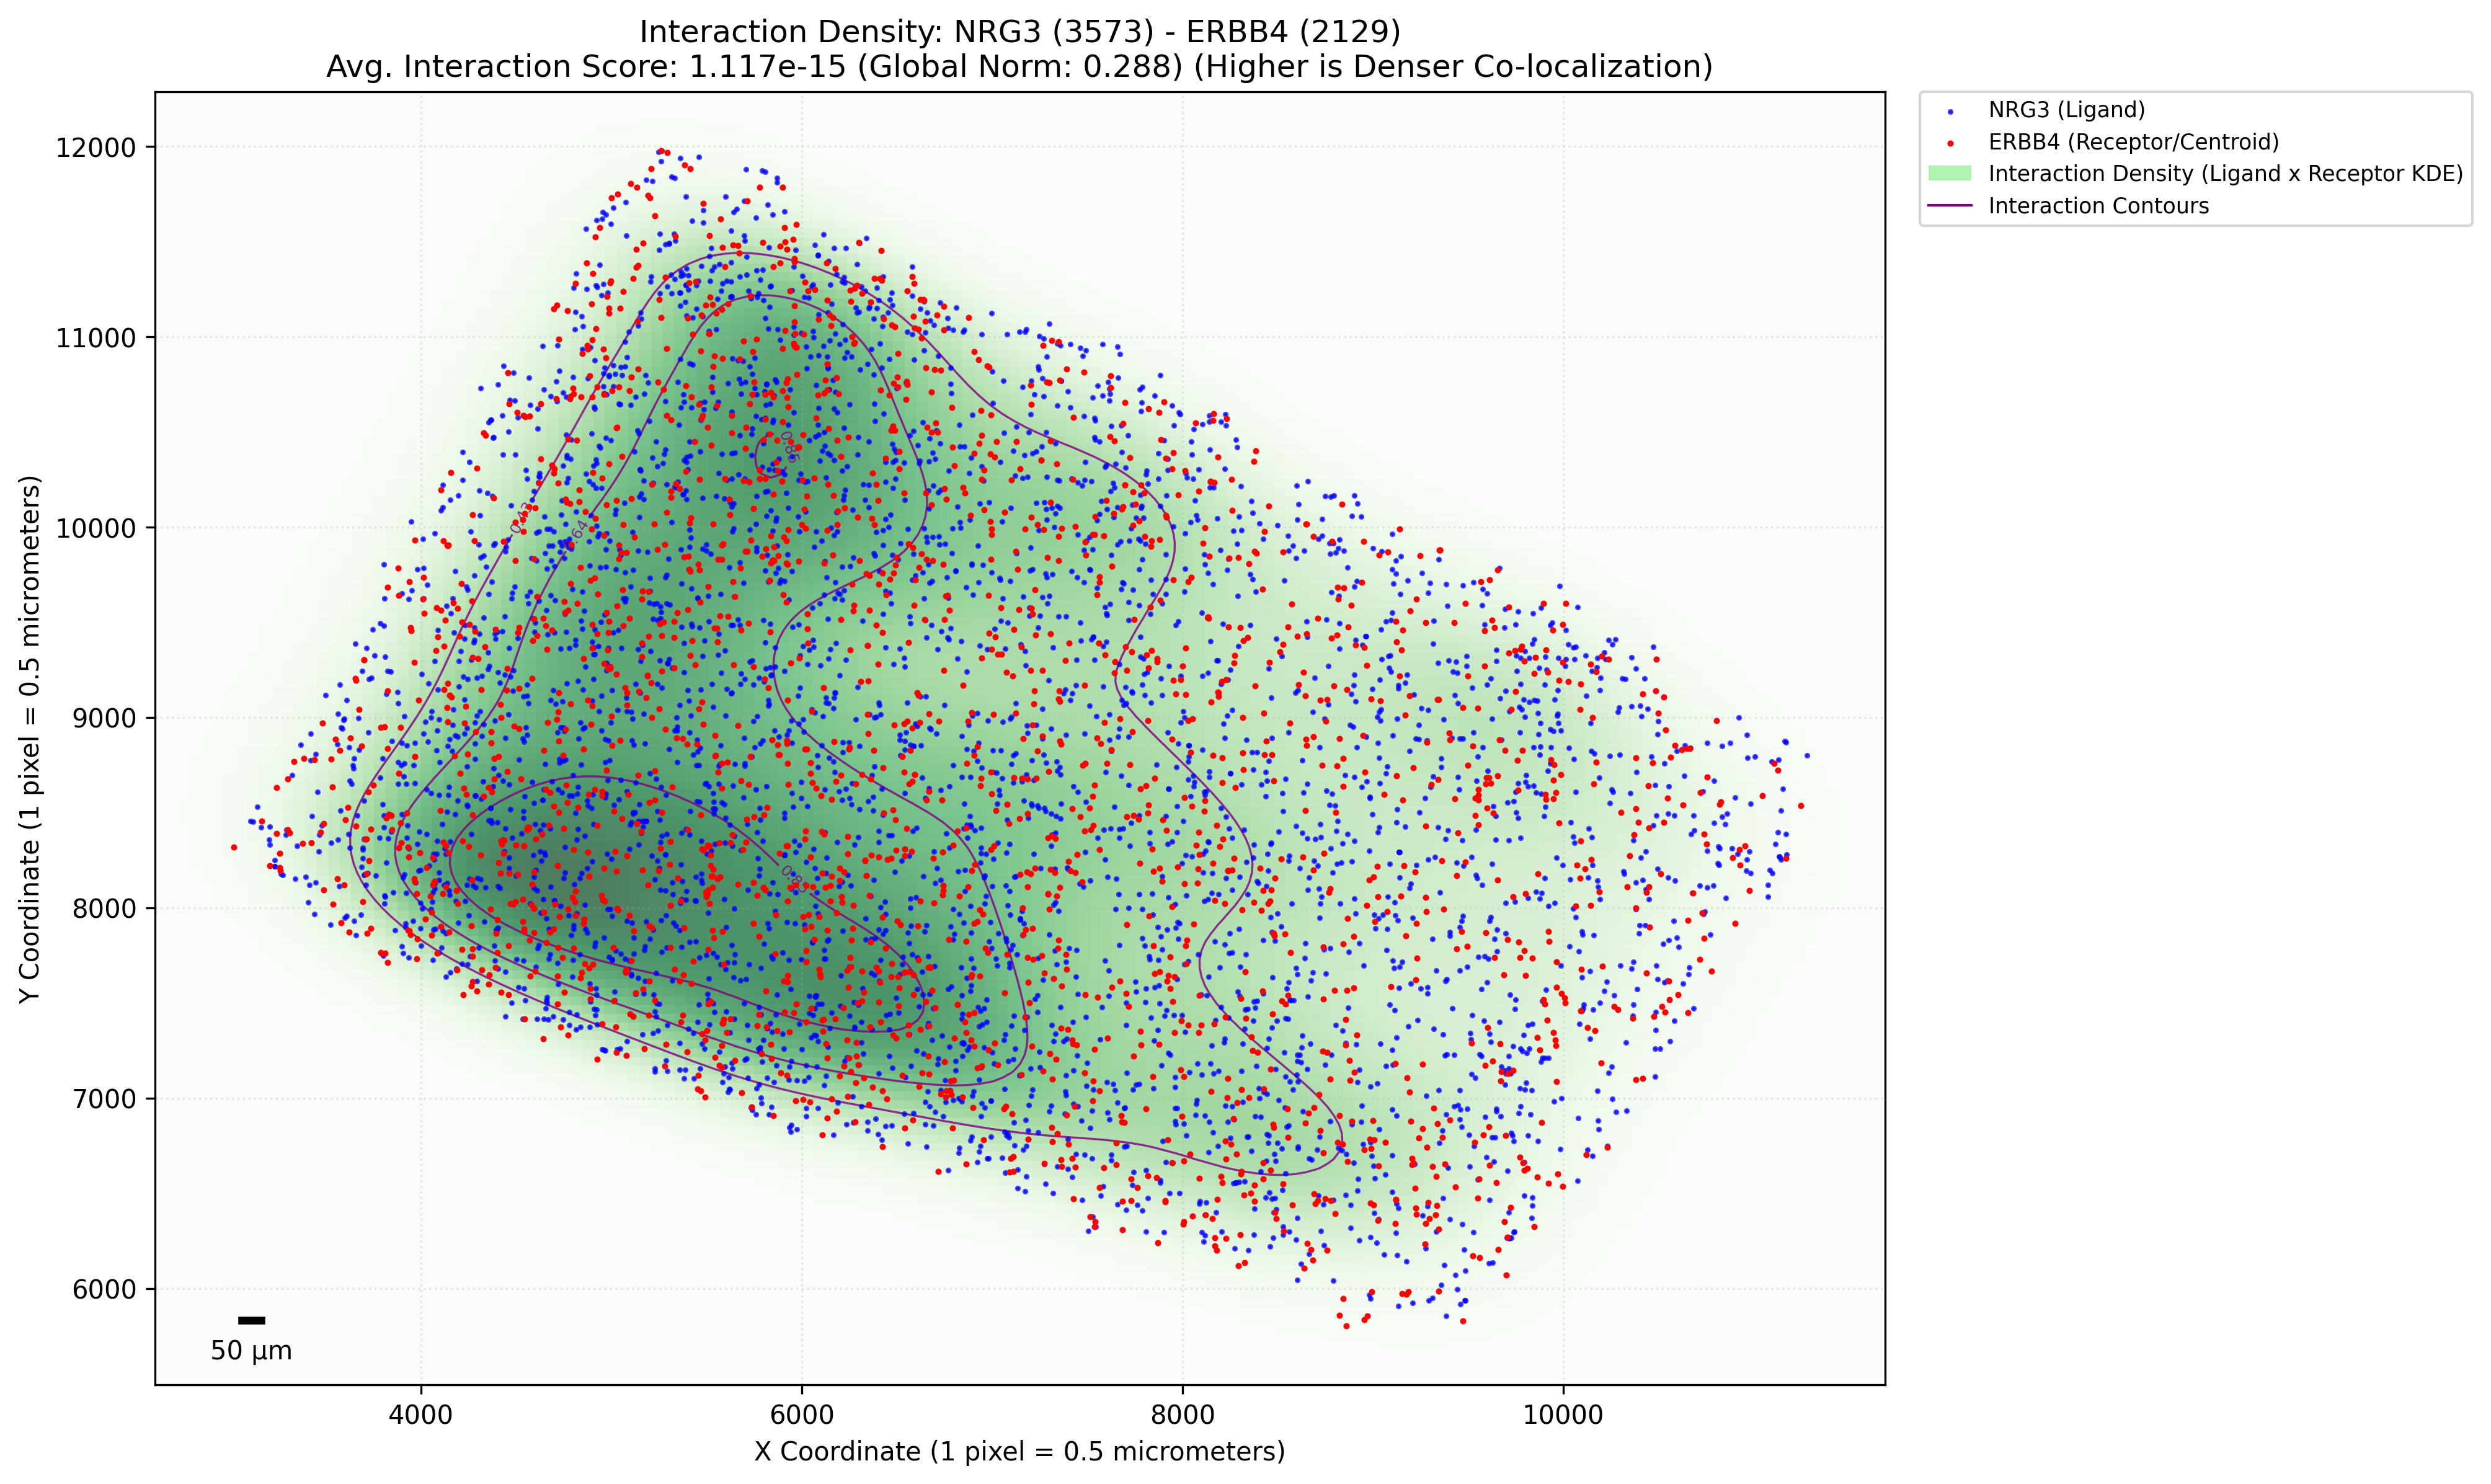 Interaction Density: NRG3 (3573) - ERBB4 (2129)
Avg. Interaction Score: 1.117e-15 (Global Norm: 0.288) (Higher is Denser Co-localization)
NRG3 (Ligand)
ERBB4 (Receptor/Centroid)
Interaction Density (Ligand x Receptor KDE)
Interaction Contours
Y Coordinate (1 pixel = 0.5 micrometers)
12000
11000
10000
9000
8000
7000
6000
50 μm
4000
6000
8000
10000
X Coordinate (1 pixel = 0.5 micrometers)